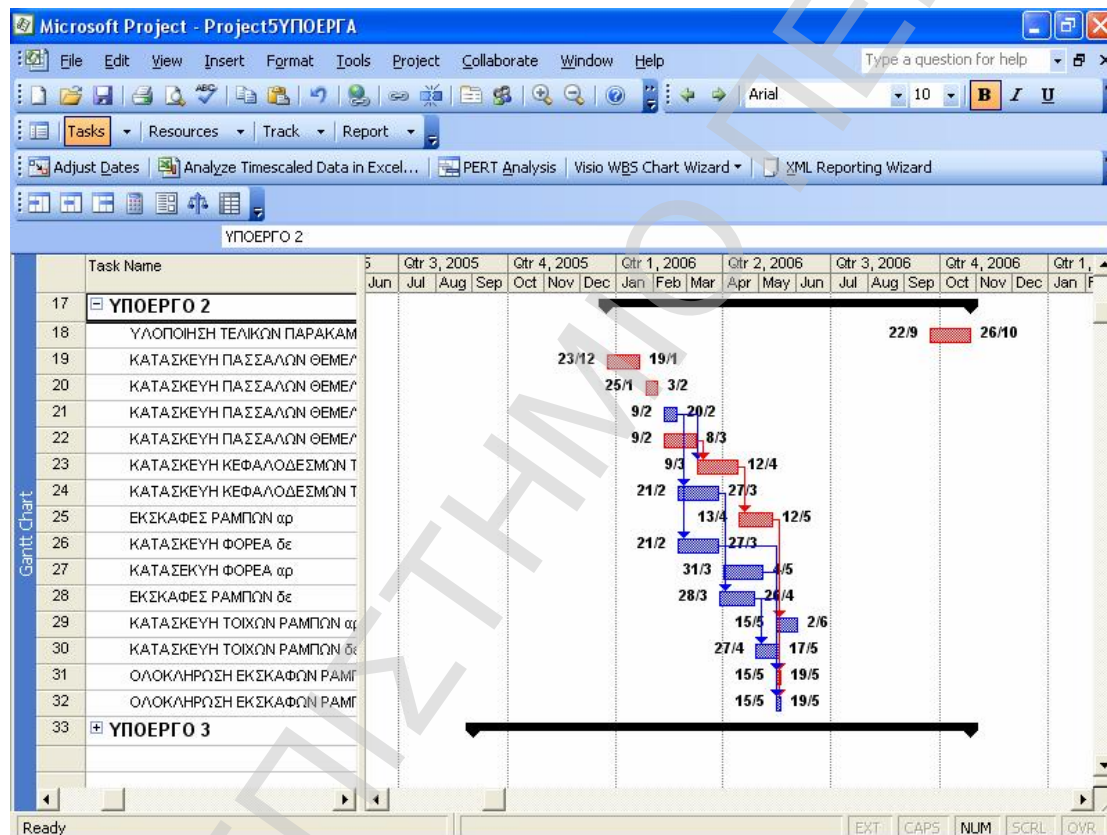 Microsoft Project - Project5ΥΠΟΕΡΓΑ
File Edit View Insert Format Tools Project Collaborate Window Help Type a question for help
Arial 10 B I U
Tasks Resources Track Report
Adjust Dates Analyze Timescaled Data in Excel... PERT Analysis Visio WBS Chart Wizard XML Reporting Wizard
ΥΠΟΕΡΓΟ 2
Task Name 5 Qtr 3, 2005 Qtr 4, 2005 Qtr 1, 2006 Qtr 2, 2006 Qtr 3, 2006 Qtr 4, 2006 Qtr 1,
Jun Jul Aug Sep Oct Nov Dec Jan Feb Mar Apr May Jun Jul Aug Sep Oct Nov Dec Jan F
17 ΥΠΟΕΡΓΟ 2
18 ΥΛΟΠΟΙΗΣΗ ΤΕΛΙΚΩΝ ΠΑΡΑΚΑΜ 22/9 26/10
19 ΚΑΤΑΣΚΕΥΗ ΠΑΣΣΑΛΩΝ ΘΕΜΕΛ 23/12 19/1
20 ΚΑΤΑΣΚΕΥΗ ΠΑΣΣΑΛΩΝ ΘΕΜΕΛ 25/1 3/2
21 ΚΑΤΑΣΚΕΥΗ ΠΑΣΣΑΛΩΝ ΘΕΜΕΛ 9/2 20/2
22 ΚΑΤΑΣΚΕΥΗ ΠΑΣΣΑΛΩΝ ΘΕΜΕΛ 9/2 8/3
23 ΚΑΤΑΣΚΕΥΗ ΚΕΦΑΛΟΔΕΣΜΩΝ Τ 9/3 12/4
24 ΚΑΤΑΣΚΕΥΗ ΚΕΦΑΛΟΔΕΣΜΩΝ Τ 21/2 27/3
25 ΕΚΣΚΑΦΕΣ ΡΑΜΠΩΝ αρ 13/4 12/5
26 ΚΑΤΑΣΚΕΥΗ ΦΟΡΕΑ δε 21/2 27/3
27 ΚΑΤΑΣΕΚΥΗ ΦΟΡΕΑ αρ 31/3 4/5
28 ΕΚΣΚΑΦΕΣ ΡΑΜΠΩΝ δε 28/3 26/4
29 ΚΑΤΑΣΚΕΥΗ ΤΟΙΧΩΝ ΡΑΜΠΩΝ αρ 15/5 2/6
30 ΚΑΤΑΣΚΕΥΗ ΤΟΙΧΩΝ ΡΑΜΠΩΝ δε 27/4 17/5
31 ΟΛΟΚΛΗΡΩΣΗ ΕΚΣΚΑΦΩΝ ΡΑΜΠ 15/5 19/5
32 ΟΛΟΚΛΗΡΩΣΗ ΕΚΣΚΑΦΩΝ ΡΑΜΠ 15/5 19/5
33 ΥΠΟΕΡΓΟ 3
Gantt Chart
Ready EXT CAPS NUM SCRL OVR